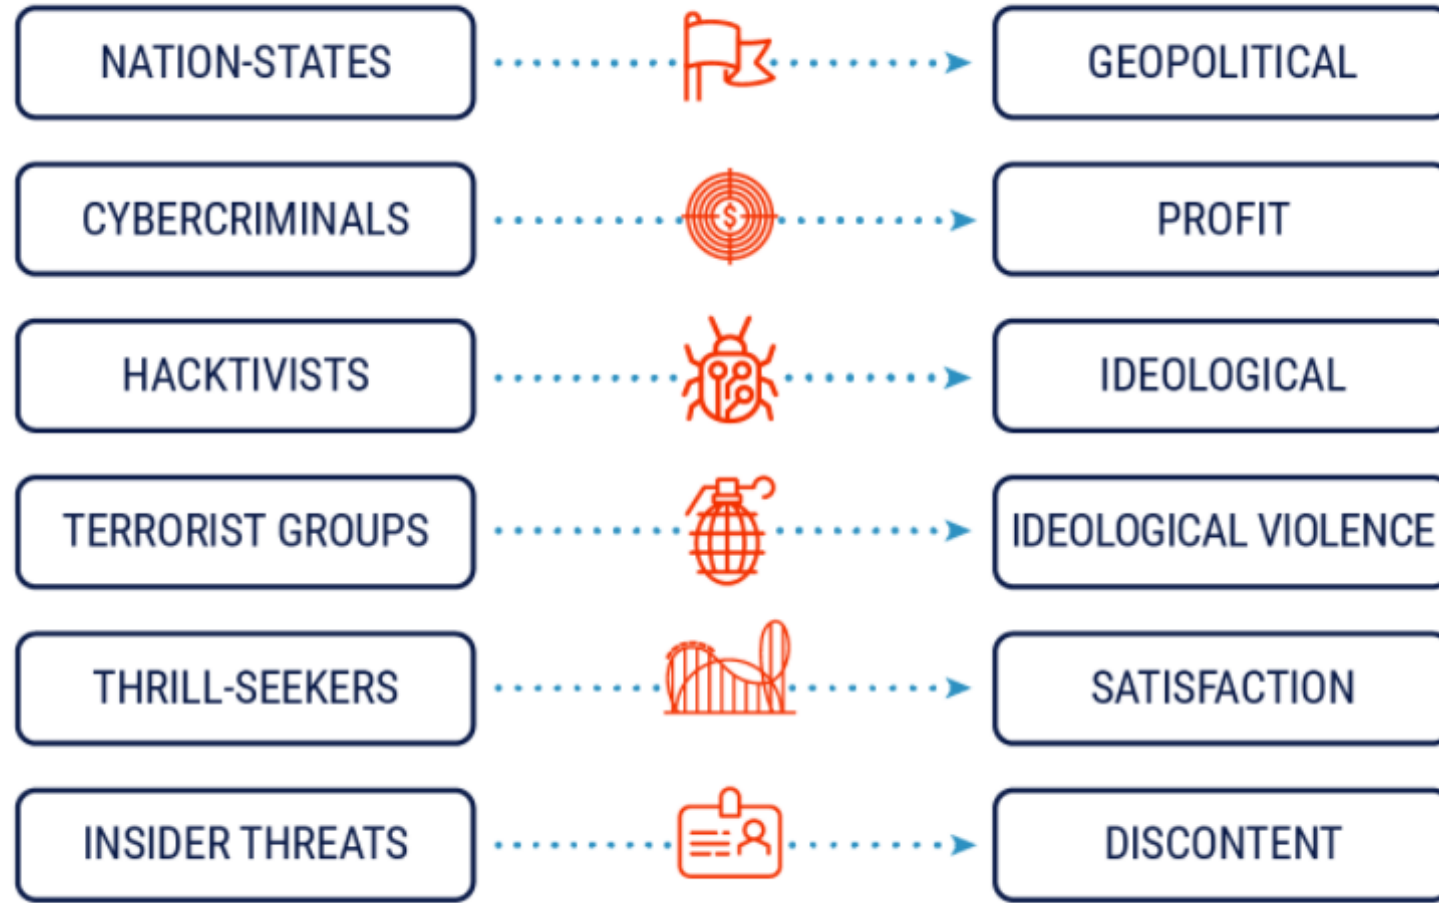 NATION-STATES
GEOPOLITICAL
CYBERCRIMINALS
$
PROFIT
HACKTIVISTS
IDEOLOGICAL
TERRORIST GROUPS
IDEOLOGICAL VIOLENCE
THRILL-SEEKERS
SATISFACTION
INSIDER THREATS
DISCONTENT